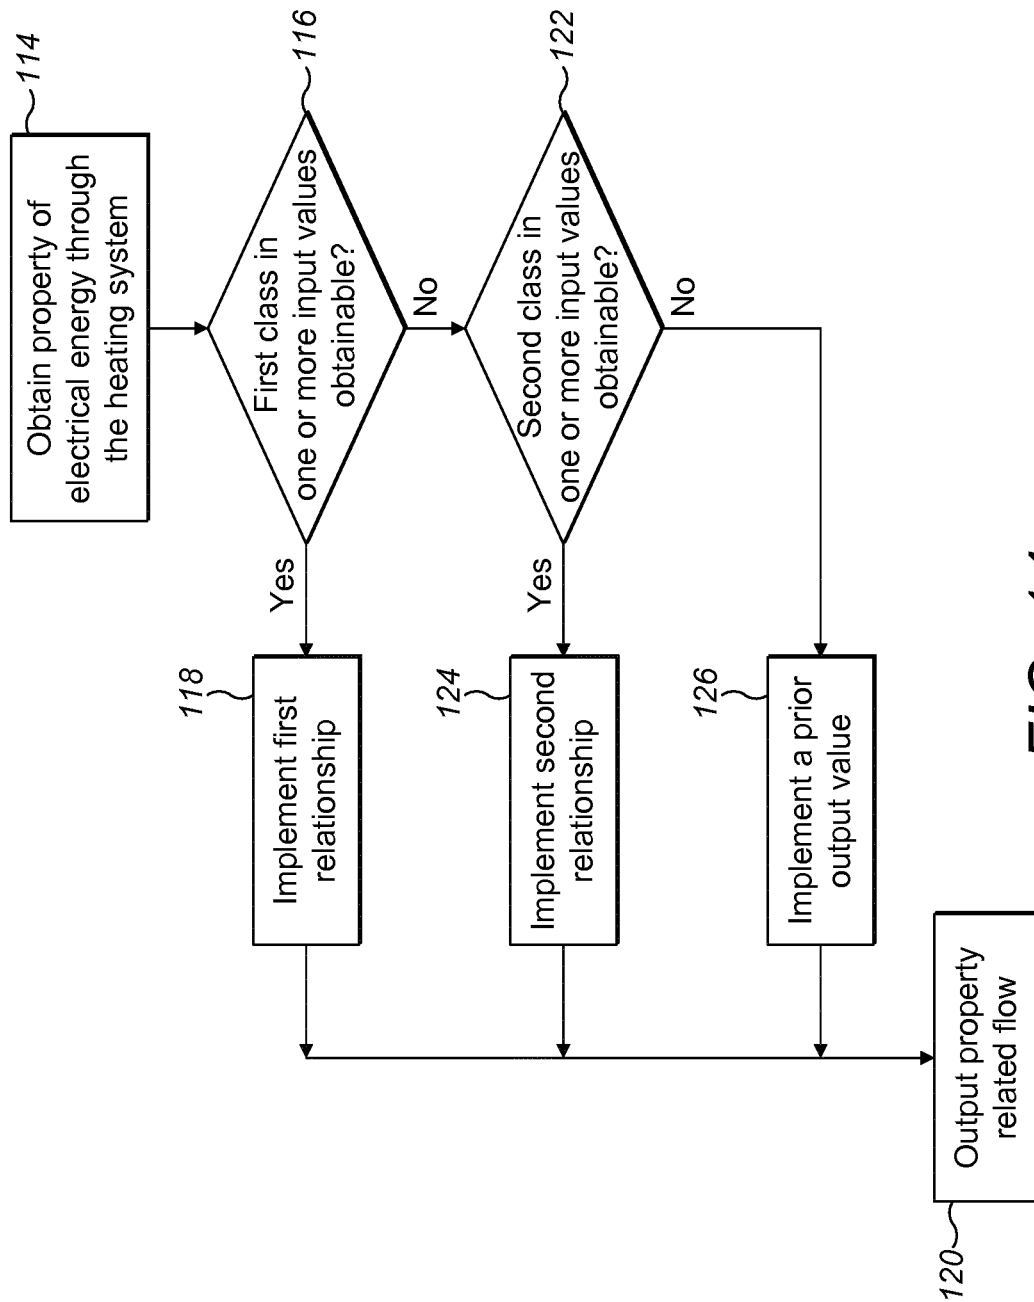 114
Obtain property of
electrical energy through
the heating system
116
First class in
one or more input values
obtainable?
Yes
No
118
Implement first
relationship
122
Second class in
one or more input values
obtainable?
Yes
No
124
Implement second
relationship
126
Implement a prior
output value
120
Output property
related flow
FIG